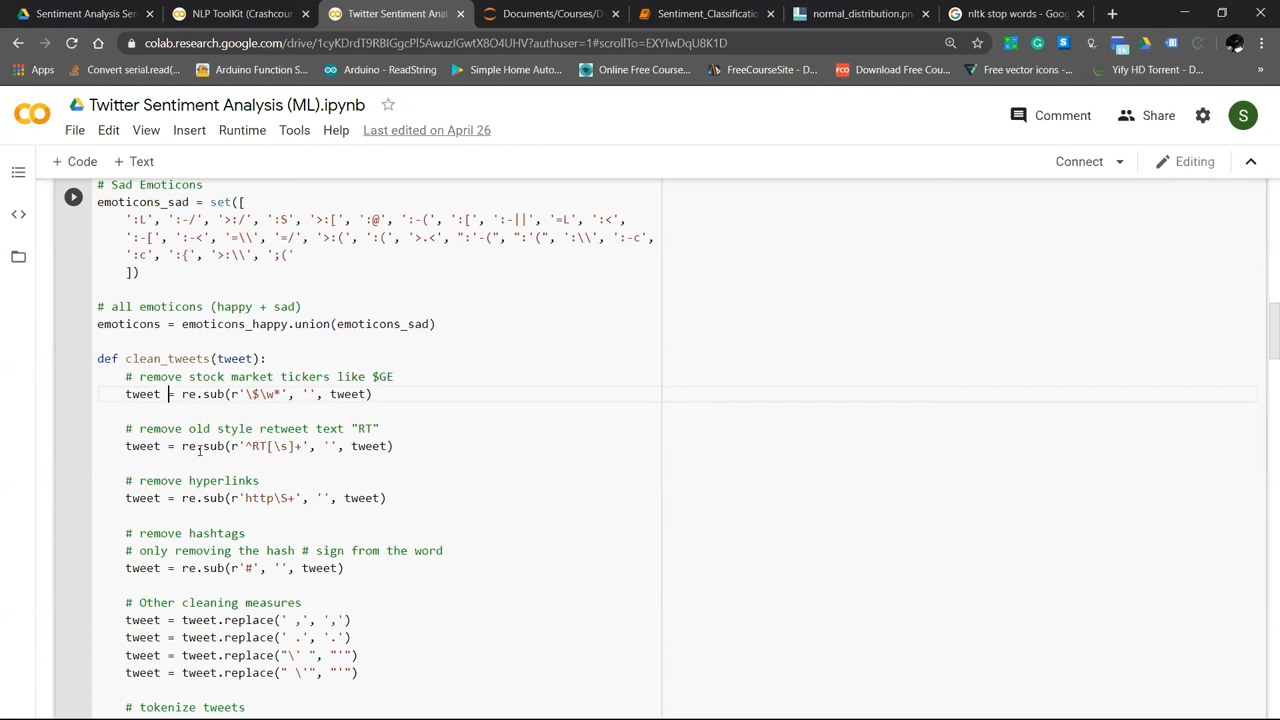 Sentiment Analysis Using
NLP ToolKit (Crashcour
Twitter Sentiment Analysi
Documents/Courses/D
Sentiment_Classificatio
normal_distribution.pn
nltk stop words - Goog
colab.research.google.com/drive/1cyKDrdT9RBIGgcPl5AwuzIGwtX8O4UHV?authuser=1#scrollTo=EXYIwDqU8K1D
Apps
Convert serial.read(...
Arduino Function S...
Arduino - ReadString
Simple Home Auto...
Online Free Course...
FreeCourseSite - D...
Download Free Cou...
Free vector icons -...
Yify HD Torrent - D...
Twitter Sentiment Analysis (ML).ipynb
Comment
Share
S
File Edit View Insert Runtime Tools Help Last edited on April 26
+ Code + Text
Connect
Editing
# Sad Emoticons
emoticons_sad = set([
':L', ':-/', '>:/', ':S', '>:[', ':@', ':-(', ':[', ':-||', '=L', ':<',
':-[', ':-<', '=\\', '=/', '>:(', ':(', '>.<', ":'-(", ":'(", ':\\', ':-c',
':c', ':{', '>:\\', ';('
])
# all emoticons (happy + sad)
emoticons = emoticons_happy.union(emoticons_sad)
def clean_tweets(tweet):
# remove stock market tickers like $GE
tweet = re.sub(r'\$\w*', '', tweet)
# remove old style retweet text "RT"
tweet = re.sub(r'^RT[\s]+', '', tweet)
# remove hyperlinks
tweet = re.sub(r'http\S+', '', tweet)
# remove hashtags
# only removing the hash # sign from the word
tweet = re.sub(r'#', '', tweet)
# Other cleaning measures
tweet = tweet.replace(' ,', ',')
tweet = tweet.replace(' .', '.')
tweet = tweet.replace("\' ", "'")
tweet = tweet.replace(" \'", "'")
# tokenize tweets